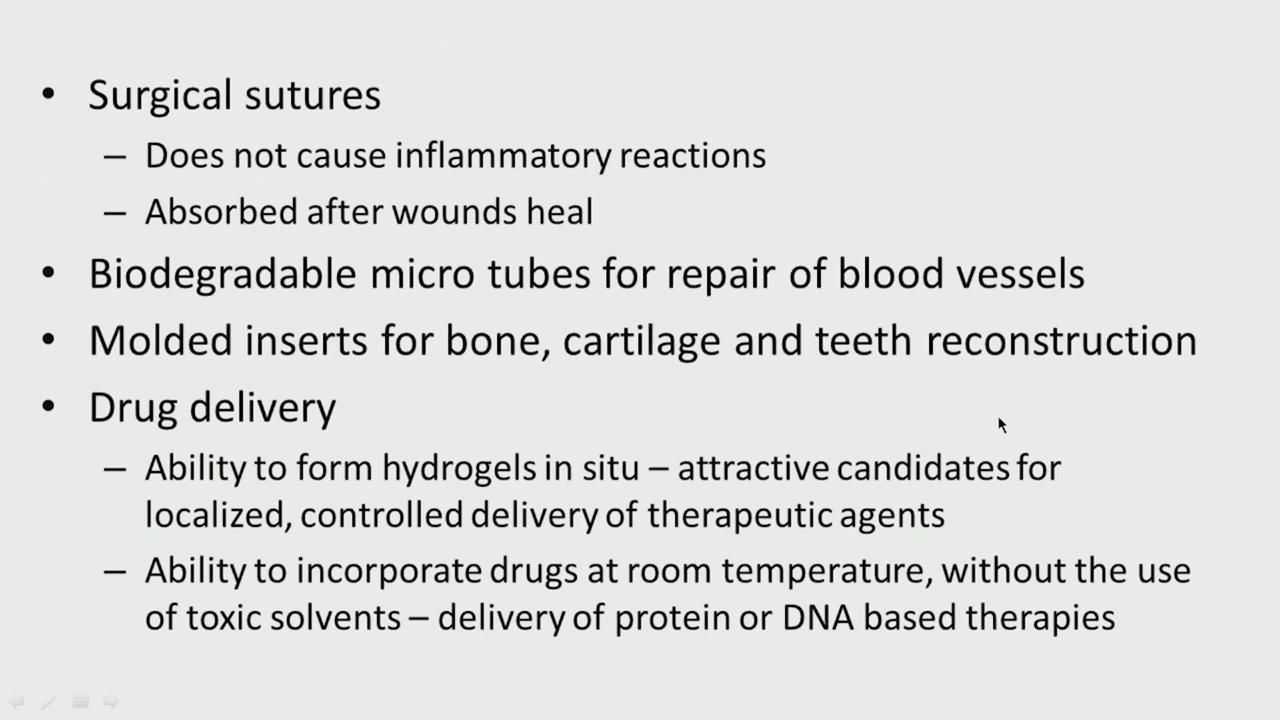 • Surgical sutures
– Does not cause inflammatory reactions
– Absorbed after wounds heal
• Biodegradable micro tubes for repair of blood vessels
• Molded inserts for bone, cartilage and teeth reconstruction
• Drug delivery
– Ability to form hydrogels in situ – attractive candidates for
localized, controlled delivery of therapeutic agents
– Ability to incorporate drugs at room temperature, without the use
of toxic solvents – delivery of protein or DNA based therapies